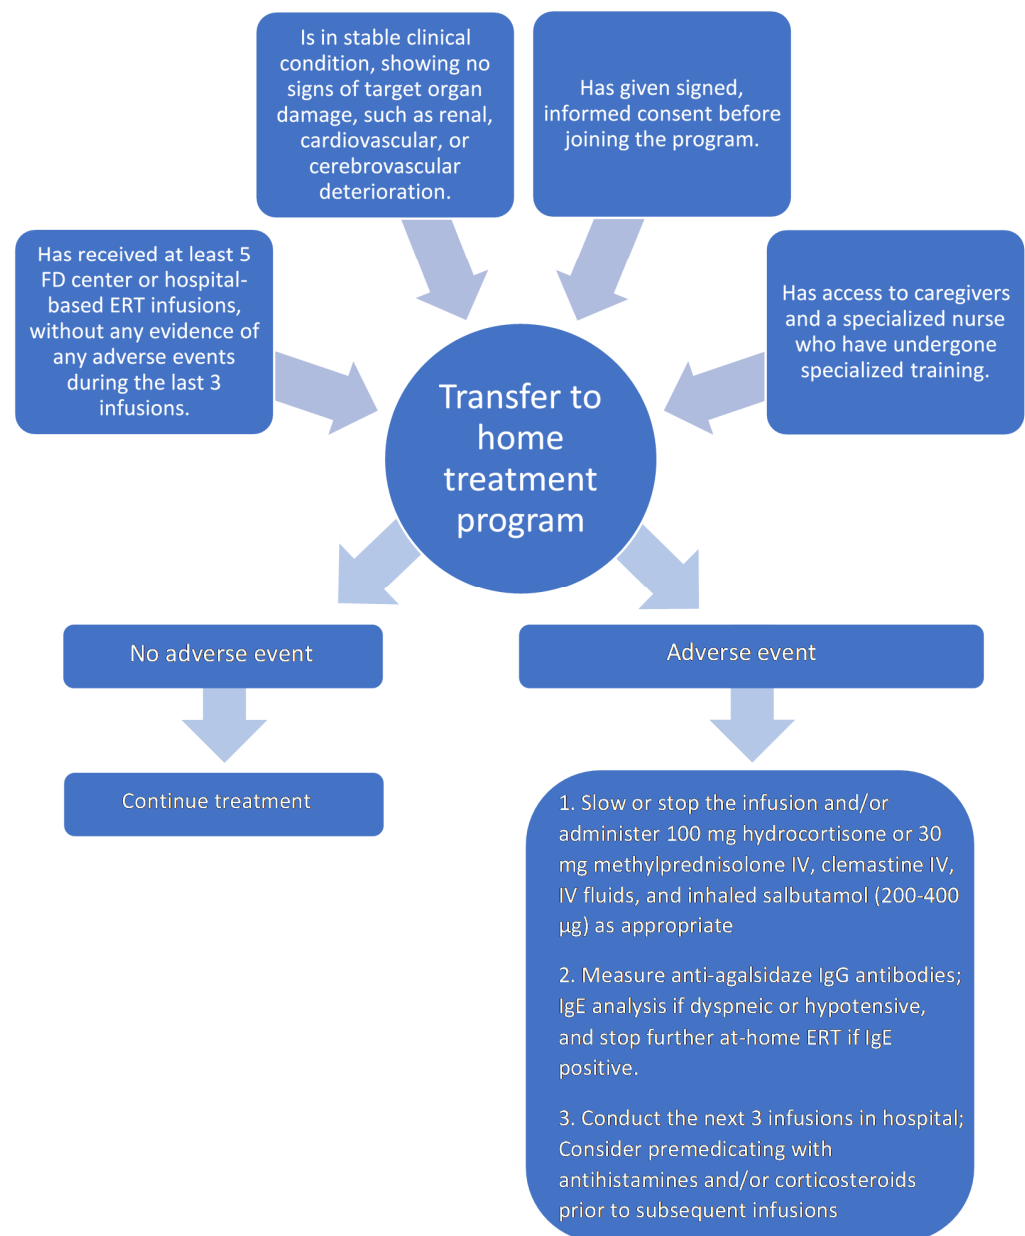 Is in stable clinical
condition, showing no
signs of target organ
damage, such as renal,
cardiovascular, or
cerebrovascular
deterioration.
Has given signed,
informed consent before
joining the program.
Has received at least 5
FD center or hospital-
based ERT infusions,
without any evidence of
any adverse events
during the last 3
infusions.
Has access to caregivers
and a specialized nurse
who have undergone
specialized training.
Transfer to
home
treatment
program
No adverse event
Adverse event
Continue treatment
1. Slow or stop the infusion and/or
administer 100 mg hydrocortisone or 30
mg methylprednisolone IV, clemastine IV,
IV fluids, and inhaled salbutamol (200-400
μg) as appropriate
2. Measure anti-agalsidaze IgG antibodies;
IgE analysis if dyspneic or hypotensive,
and stop further at-home ERT if IgE
positive.
3. Conduct the next 3 infusions in hospital;
Consider premedicating with
antihistamines and/or corticosteroids
prior to subsequent infusions